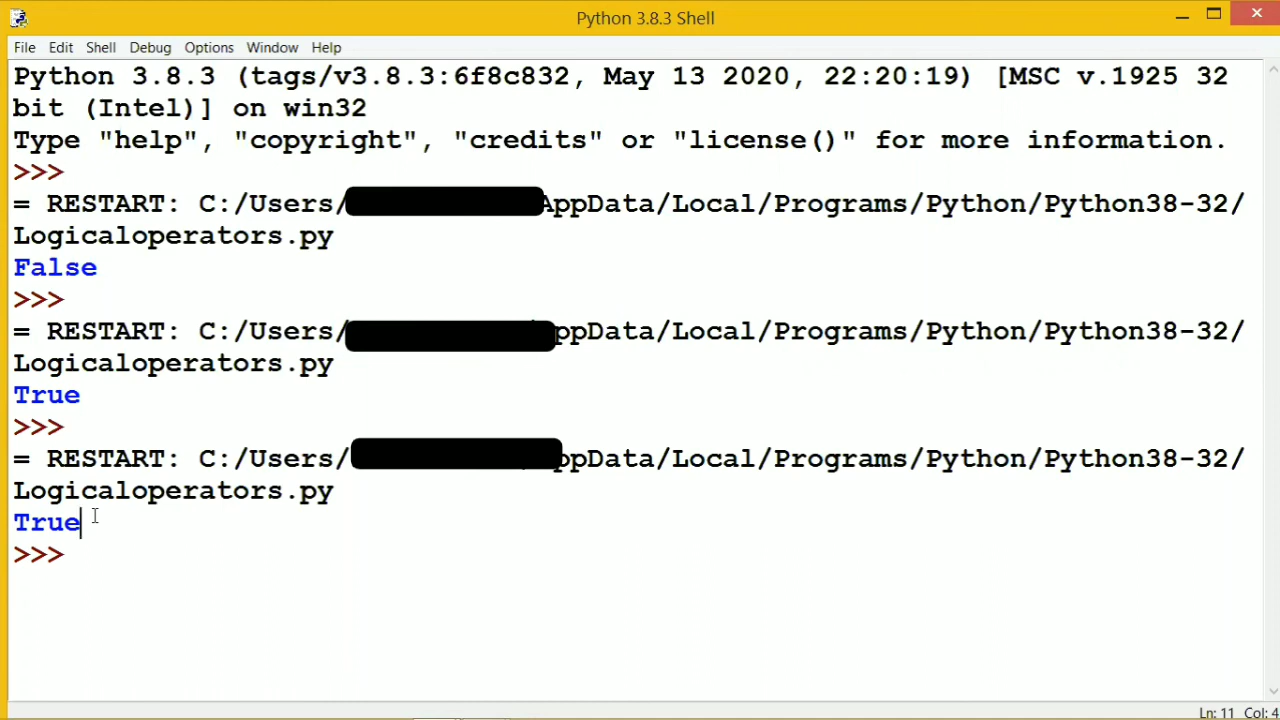 Python 3.8.3 Shell
File Edit Shell Debug Options Window Help
Python 3.8.3 (tags/v3.8.3:6f8c832, May 13 2020, 22:20:19) [MSC v.1925 32
bit (Intel)] on win32
Type "help", "copyright", "credits" or "license()" for more information.
>>>
= RESTART: C:/Users/ AppData/Local/Programs/Python/Python38-32/
Logicaloperators.py
False
>>>
= RESTART: C:/Users/ ppData/Local/Programs/Python/Python38-32/
Logicaloperators.py
True
>>>
= RESTART: C:/Users/ ppData/Local/Programs/Python/Python38-32/
Logicaloperators.py
True
>>>
Ln: 11 Col: 4